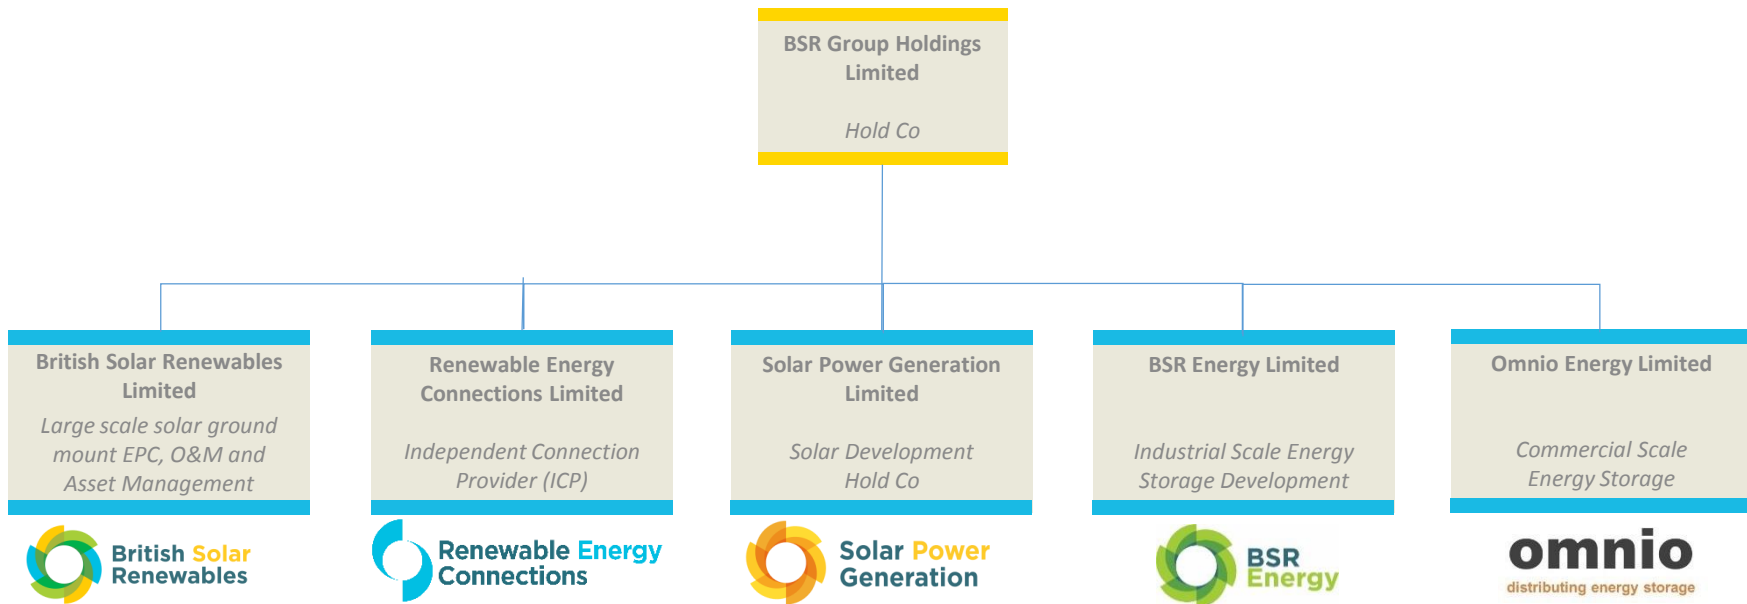 BSR Group Holdings
Limited
Hold Co
British Solar Renewables
Limited
Large scale solar ground
mount EPC, O&M and
Asset Management
Renewable Energy
Connections Limited
Independent Connection
Provider (ICP)
Solar Power Generation
Limited
Solar Development
Hold Co
BSR Energy Limited
Industrial Scale Energy
Storage Development
Omnio Energy Limited
Commercial Scale
Energy Storage
British Solar
Renewables
Renewable Energy
Connections
Solar Power
Generation
BSR
Energy
omnio
distributing energy storage